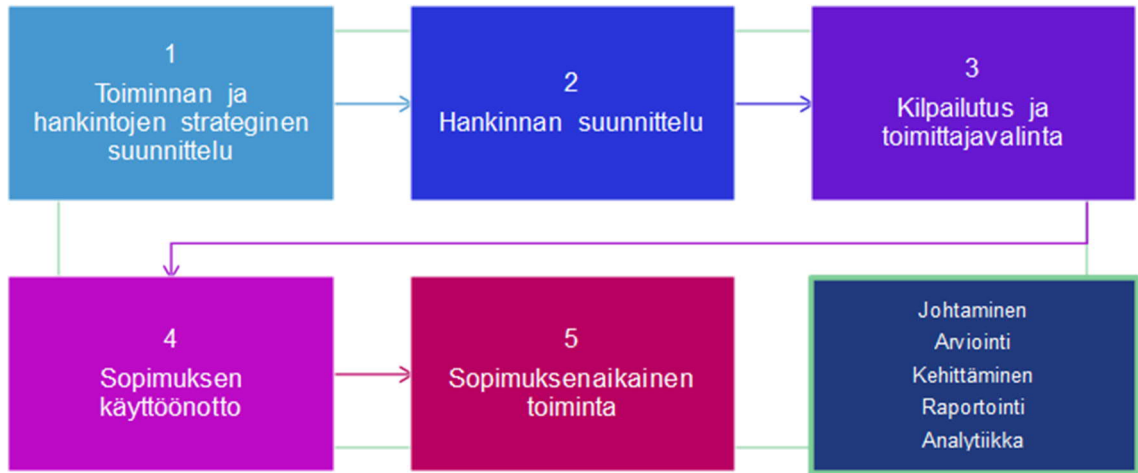 1
Toiminnan ja
hankintojen strateginen
suunnittelu
2
Hankinnan suunnittelu
3
Kilpailutus ja
toimittajavalinta
4
Sopimuksen
käyttöönotto
5
Sopimuksenaikainen
toiminta
Johtaminen
Arviointi
Kehittäminen
Raportointi
Analytiikka